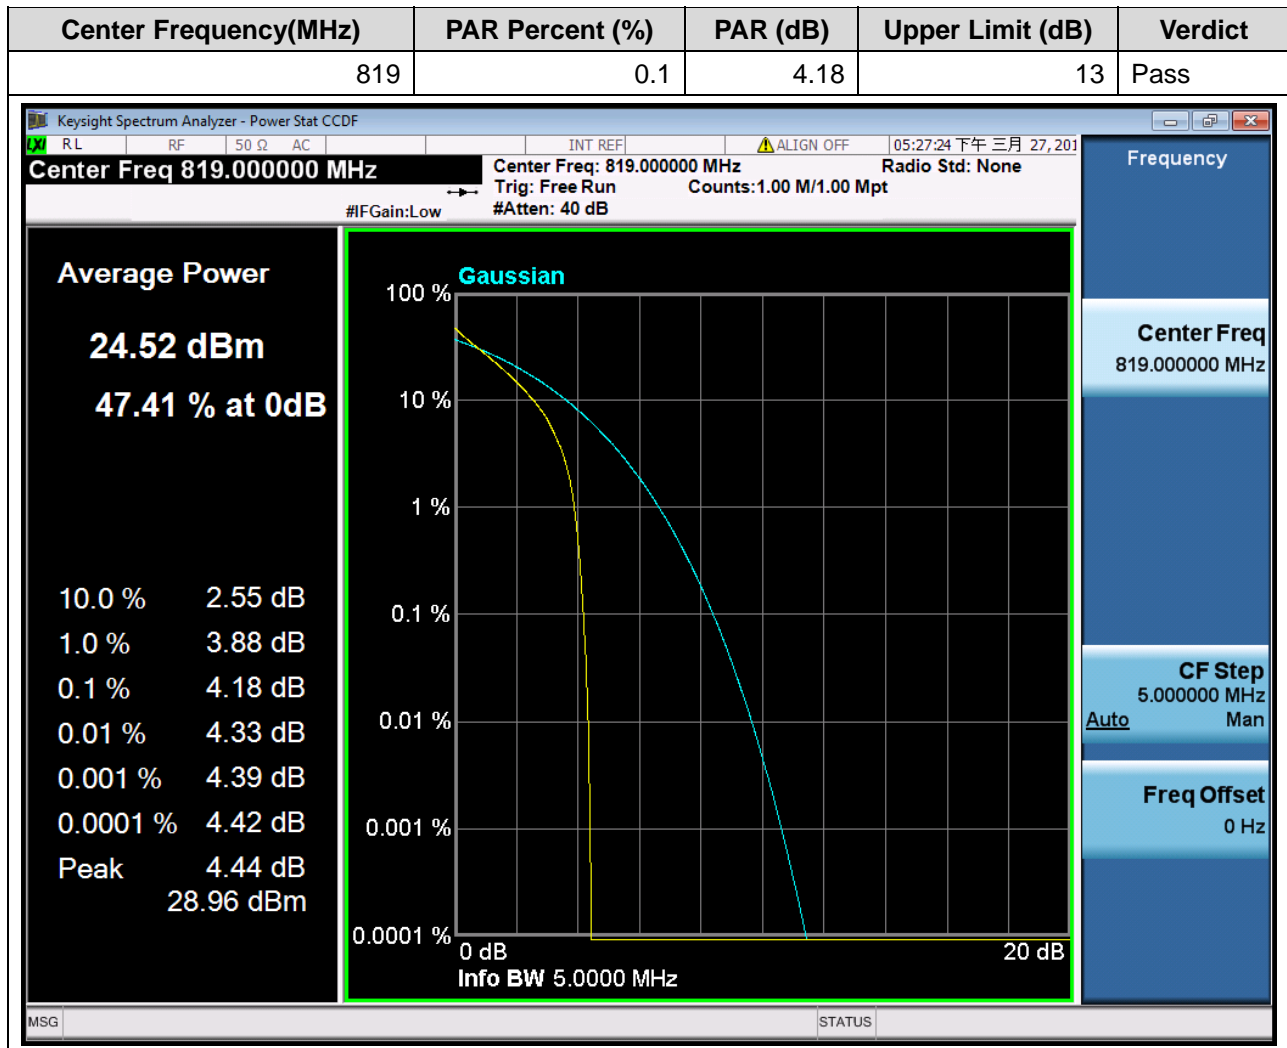 Center Frequency(MHz) PAR Percent (%) PAR (dB) Upper Limit (dB) Verdict
819 0.1 4.18 13 Pass
Keysight Spectrum Analyzer - Power Stat CCDF
LXI RL RF 50 Ω AC INT REF ALIGN OFF 05:27:24 下午 三月 27, 201
Center Freq 819.000000 MHz
Center Freq: 819.000000 MHz Radio Std: None
Trig: Free Run Counts:1.00 M/1.00 Mpt
#IFGain:Low #Atten: 40 dB
Average Power
24.52 dBm
47.41 % at 0dB
10.0 % 2.55 dB
1.0 % 3.88 dB
0.1 % 4.18 dB
0.01 % 4.33 dB
0.001 % 4.39 dB
0.0001 % 4.42 dB
Peak 4.44 dB
28.96 dBm
Gaussian
100 %
10 %
1 %
0.1 %
0.01 %
0.001 %
0.0001 %
0 dB 20 dB
Info BW 5.0000 MHz
Frequency
Center Freq
819.000000 MHz
CF Step
5.000000 MHz
Auto Man
Freq Offset
0 Hz
MSG STATUS